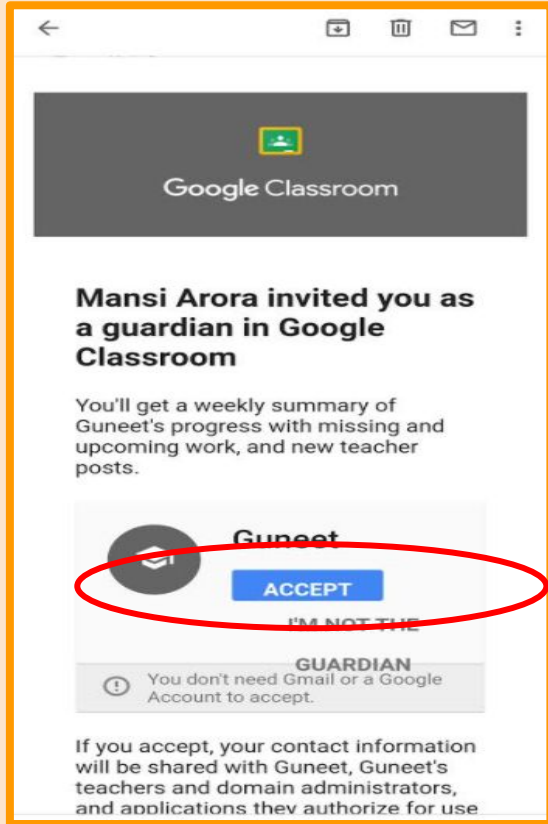 Google Classroom
Mansi Arora invited you as
a guardian in Google
Classroom
You'll get a weekly summary of
Guneet's progress with missing and
upcoming work, and new teacher
posts.
Guneet
ACCEPT
I'M NOT THE
GUARDIAN
You don't need Gmail or a Google
Account to accept.
If you accept, your contact information
will be shared with Guneet, Guneet's
teachers and domain administrators,
and applications they authorize for use